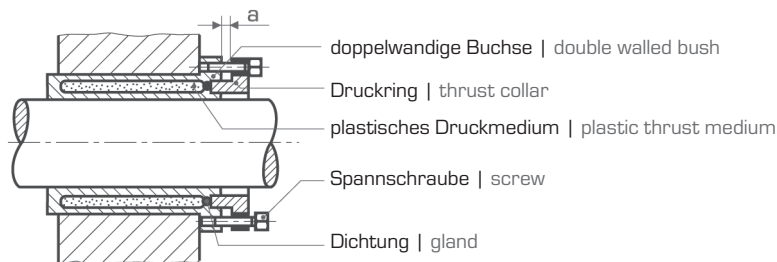 a
doppelwandige Buchse | double walled bush
Druckring | thrust collar
plastisches Druckmedium | plastic thrust medium
Spannschraube | screw
Dichtung | gland